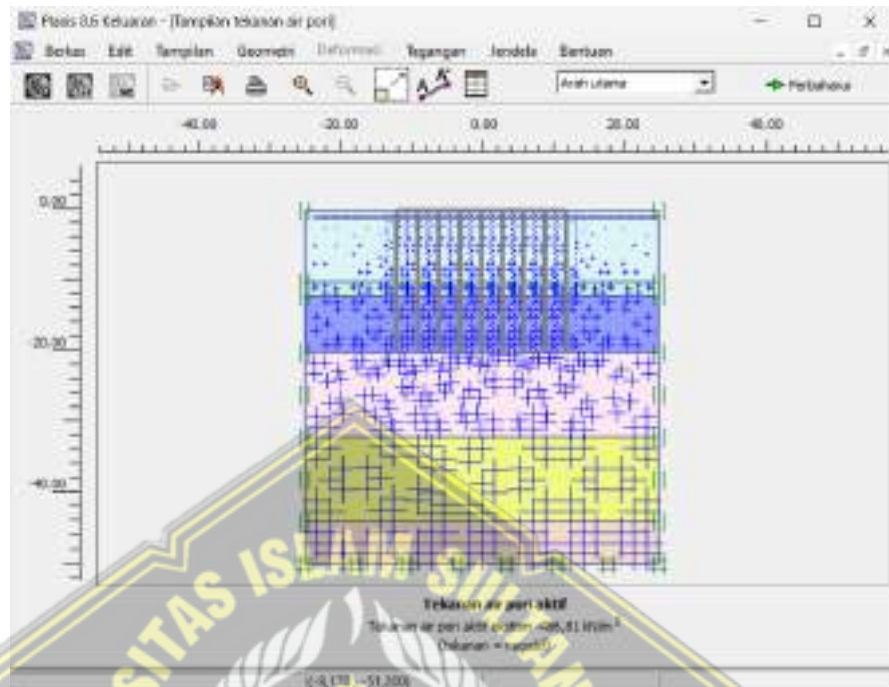 Plaxis 8.6 Keluaran - [Tampilan tekanan air pori]
Berkas Edit Tampilan Geometri Deformasi Tegangan Jendela Bantuan
Arah utama
-40.00 -20.00 0.00 20.00 40.00
0.00
-20.00
-40.00
Tekanan air pori aktif
Tekanan air pori aktif ekstrim -486,81 kN/m²
(tekanan = negatif)
ISLAM